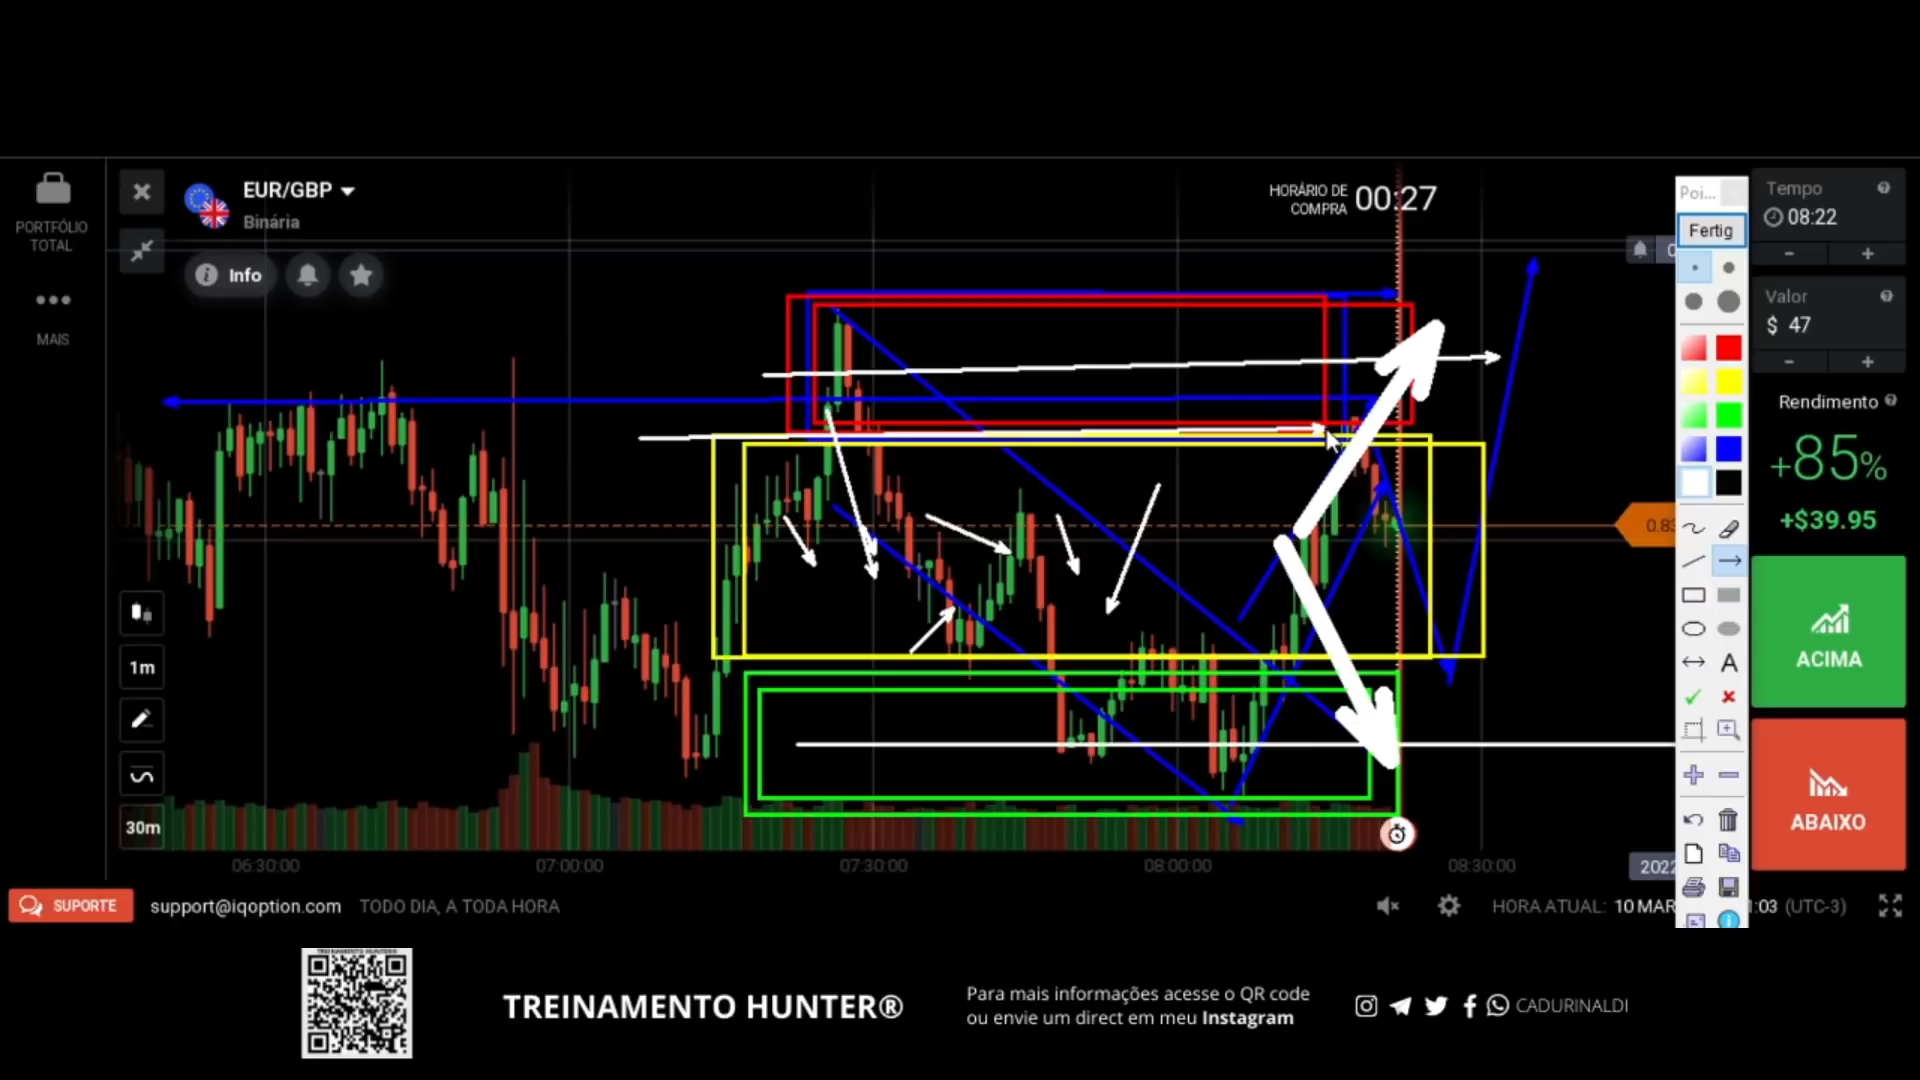 PORTFÓLIO
TOTAL
MAIS
EUR/GBP
Binária
Info
HORÁRIO DE
COMPRA
00:27
Poi...
Fertig
Tempo
08:22
Valor
$ 47
Rendimento
+85%
+$39.95
ACIMA
ABAIXO
A
1m
30m
06:30:00
07:00:00
07:30:00
08:00:00
08:30:00
2022
SUPORTE
support@iqoption.com
TODO DIA, A TODA HORA
HORA ATUAL: 10 MAR
1:03 (UTC-3)
TREINAMENTO HUNTER®
Para mais informações acesse o QR code
ou envie um direct em meu Instagram
CADURINALDI